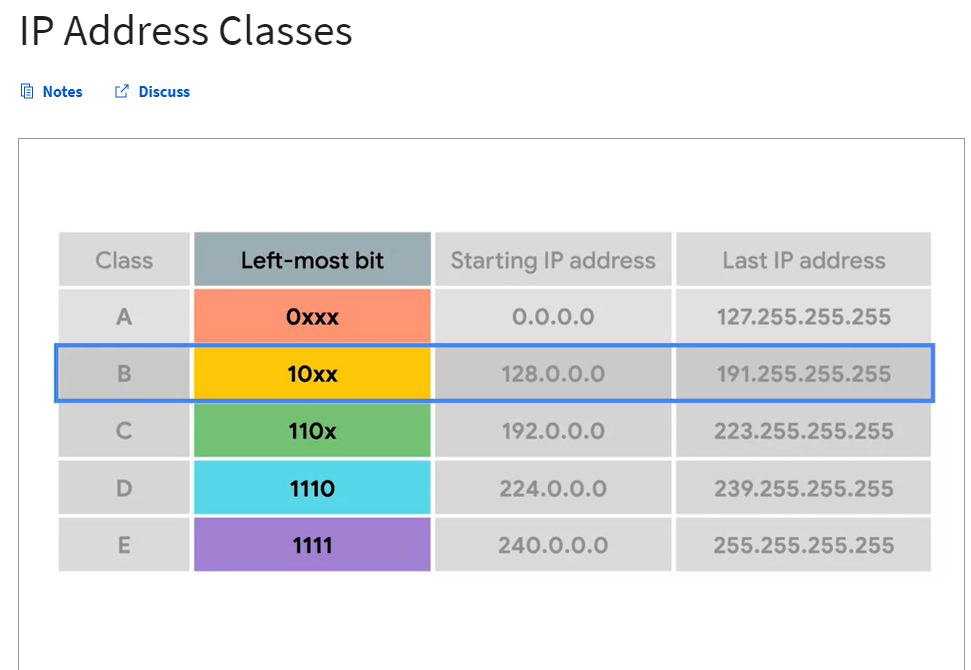 IP Address Classes
Notes Discuss
Class Left-most bit Starting IP address Last IP address
A 0xxx 0.0.0.0 127.255.255.255
B 10xx 128.0.0.0 191.255.255.255
C 110x 192.0.0.0 223.255.255.255
D 1110 224.0.0.0 239.255.255.255
E 1111 240.0.0.0 255.255.255.255